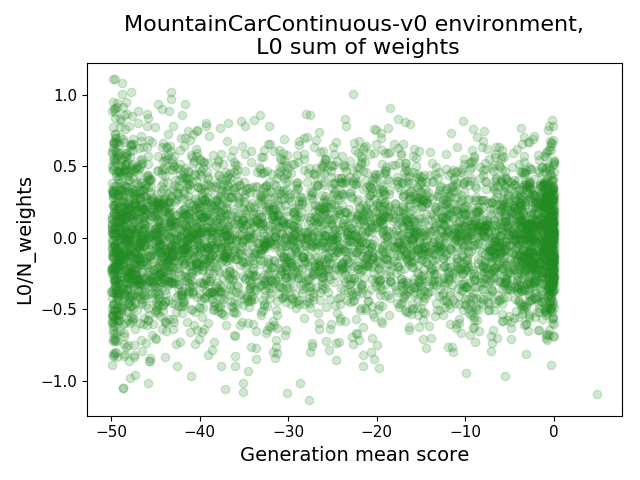 MountainCarContinuous-v0 environment,
L0 sum of weights
L0/N_weights
1.0
0.5
0.0
−0.5
−1.0
−50
−40
−30
−20
−10
0
Generation mean score